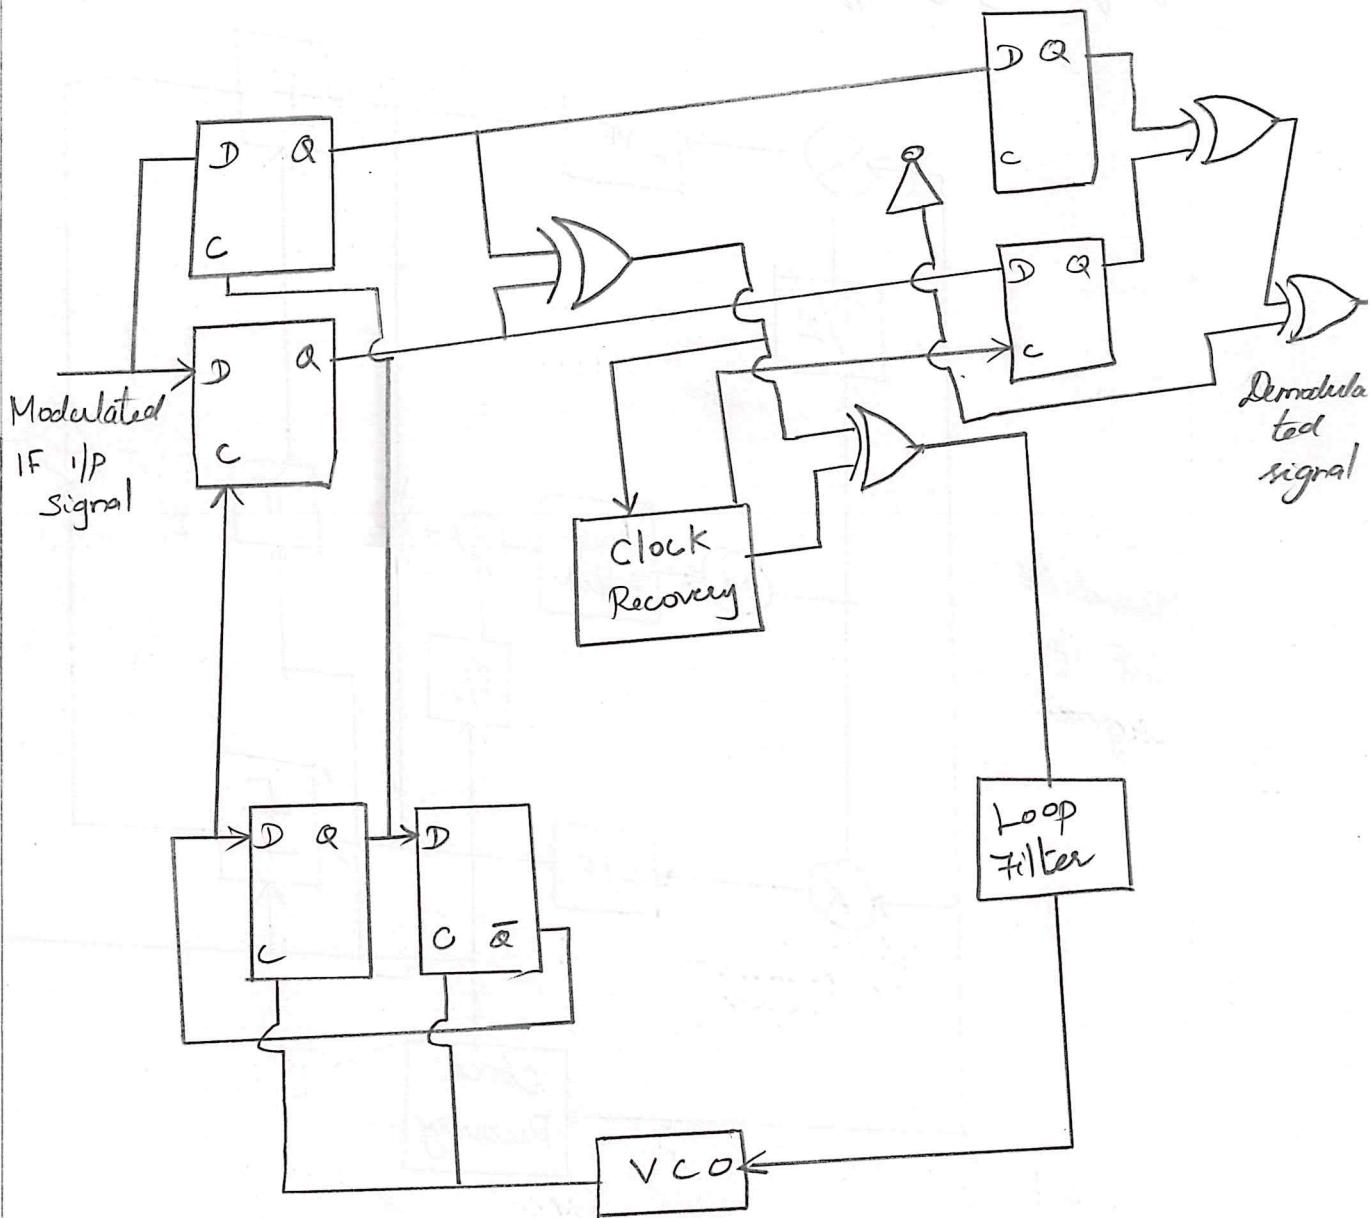 D Q
C
D Q
C
Modulated
IF i/p
signal
D Q
C
D Q
C
Demodula
ted
signal
Clock
Recovery
D Q
C
D
C Q̅
Loop
Filter
VCO